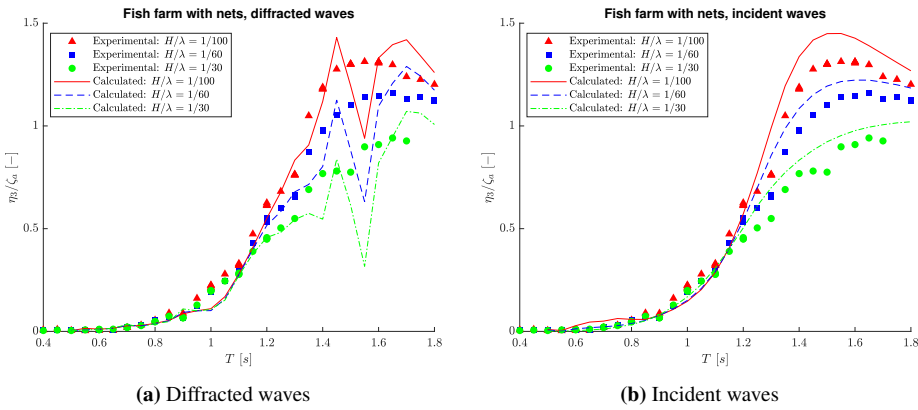 Fish farm with nets, diffracted waves
1.5
1
0.5
0
η₃/ζₐ [−]
Experimental: H/λ = 1/100
Experimental: H/λ = 1/60
Experimental: H/λ = 1/30
Calculated: H/λ = 1/100
Calculated: H/λ = 1/60
Calculated: H/λ = 1/30
0.4 0.6 0.8 1 1.2 1.4 1.6 1.8
T [s]
(a) Diffracted waves
Fish farm with nets, incident waves
1.5
1
0.5
0
η₃/ζₐ [−]
Experimental: H/λ = 1/100
Experimental: H/λ = 1/60
Experimental: H/λ = 1/30
Calculated: H/λ = 1/100
Calculated: H/λ = 1/60
Calculated: H/λ = 1/30
0.4 0.6 0.8 1 1.2 1.4 1.6 1.8
T [s]
(b) Incident waves